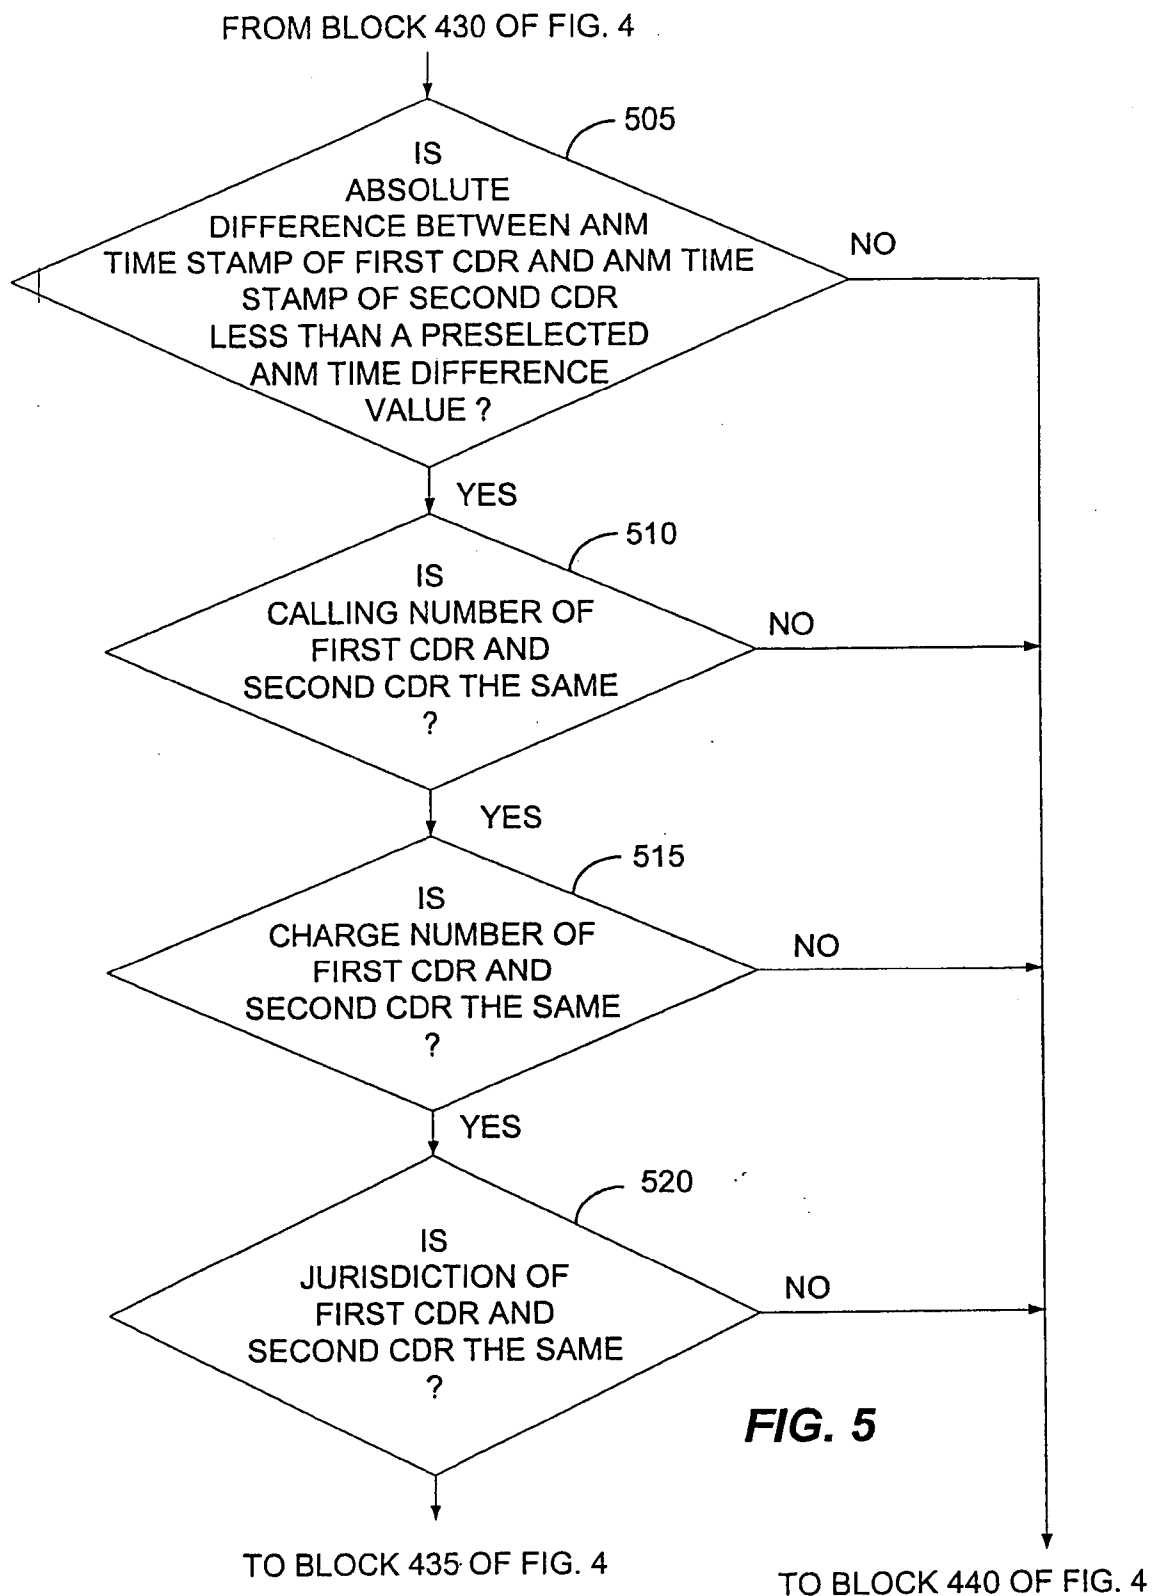 FROM BLOCK 430 OF FIG. 4
505
IS
ABSOLUTE
DIFFERENCE BETWEEN ANM
TIME STAMP OF FIRST CDR AND ANM TIME
STAMP OF SECOND CDR
LESS THAN A PRESELECTED
ANM TIME DIFFERENCE
VALUE ?
NO
YES
510
IS
CALLING NUMBER OF
FIRST CDR AND
SECOND CDR THE SAME
?
NO
YES
515
IS
CHARGE NUMBER OF
FIRST CDR AND
SECOND CDR THE SAME
?
NO
YES
520
IS
JURISDICTION OF
FIRST CDR AND
SECOND CDR THE SAME
?
NO
FIG. 5
TO BLOCK 435 OF FIG. 4
TO BLOCK 440 OF FIG. 4